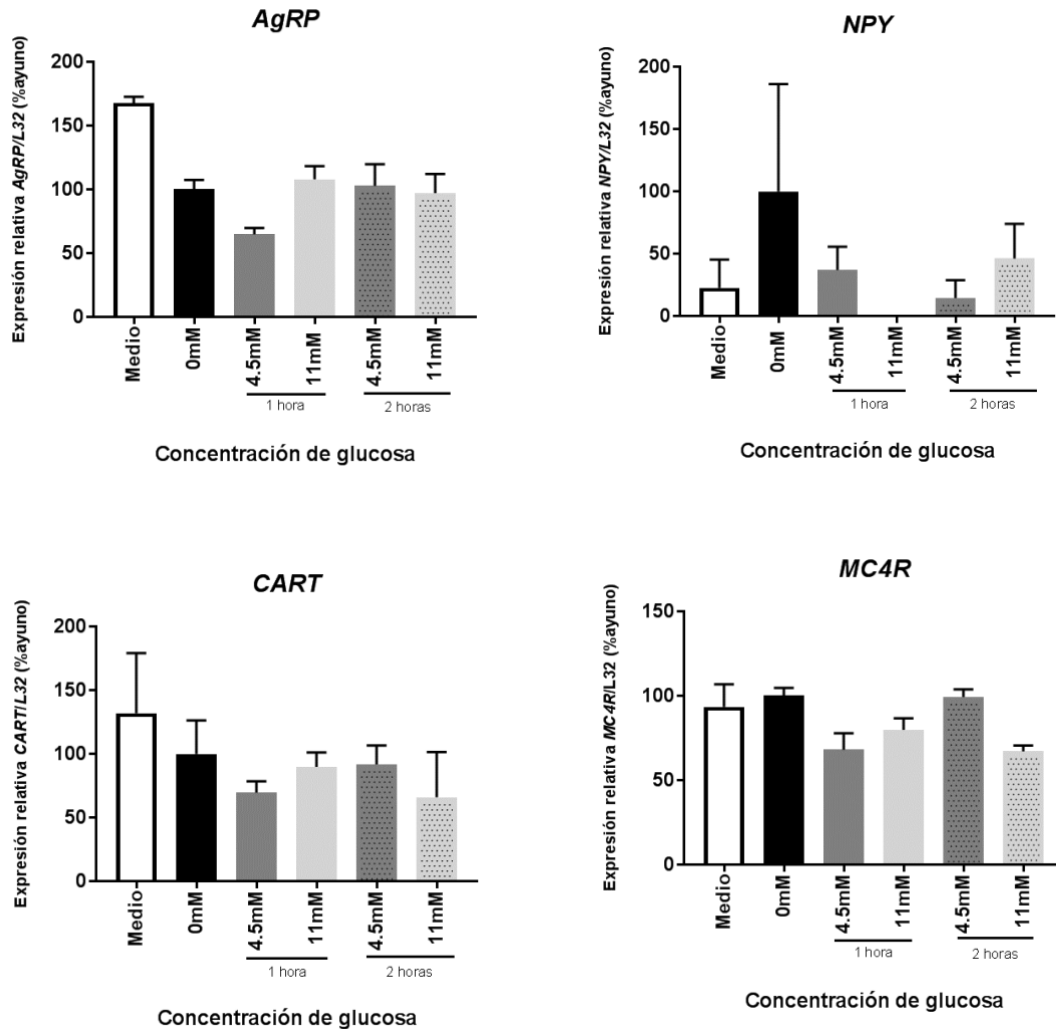 AgRP
Expresión relativa AgRP/L32 (%ayuno)
200
150
100
50
0
Medio
0mM
4.5mM
11mM
4.5mM
11mM
1 hora
2 horas
Concentración de glucosa
NPY
Expresión relativa NPY/L32 (%ayuno)
200
150
100
50
0
Medio
0mM
4.5mM
11mM
4.5mM
11mM
1 hora
2 horas
Concentración de glucosa
CART
Expresión relativa CART/L32 (%ayuno)
200
150
100
50
0
Medio
0mM
4.5mM
11mM
4.5mM
11mM
1 hora
2 horas
Concentración de glucosa
MC4R
Expresión relativa MC4R/L32 (%ayuno)
150
100
50
0
Medio
0mM
4.5mM
11mM
4.5mM
11mM
1 hora
2 horas
Concentración de glucosa